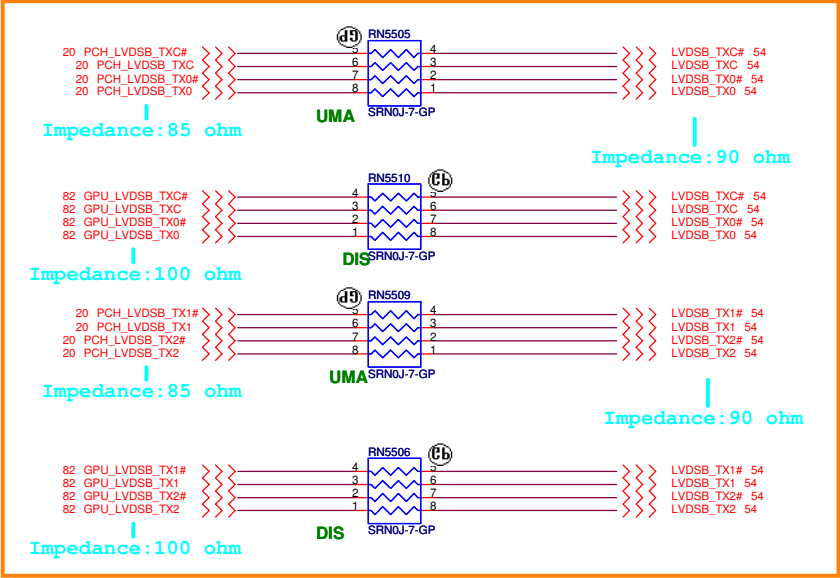 RN5505
20 PCH_LVDSB_TXC# 5 4 LVDSB_TXC# 54
20 PCH_LVDSB_TXC 6 3 LVDSB_TXC 54
20 PCH_LVDSB_TX0# 7 2 LVDSB_TX0# 54
20 PCH_LVDSB_TX0 8 1 LVDSB_TX0 54
UMA SRN0J-7-GP
Impedance:85 ohm
Impedance:90 ohm
RN5510
82 GPU_LVDSB_TXC# 4 5 LVDSB_TXC# 54
82 GPU_LVDSB_TXC 3 6 LVDSB_TXC 54
82 GPU_LVDSB_TX0# 2 7 LVDSB_TX0# 54
82 GPU_LVDSB_TX0 1 8 LVDSB_TX0 54
DIS SRN0J-7-GP
Impedance:100 ohm
RN5509
20 PCH_LVDSB_TX1# 5 4 LVDSB_TX1# 54
20 PCH_LVDSB_TX1 6 3 LVDSB_TX1 54
20 PCH_LVDSB_TX2# 7 2 LVDSB_TX2# 54
20 PCH_LVDSB_TX2 8 1 LVDSB_TX2 54
UMA SRN0J-7-GP
Impedance:85 ohm
Impedance:90 ohm
RN5506
82 GPU_LVDSB_TX1# 4 5 LVDSB_TX1# 54
82 GPU_LVDSB_TX1 3 6 LVDSB_TX1 54
82 GPU_LVDSB_TX2# 2 7 LVDSB_TX2# 54
82 GPU_LVDSB_TX2 1 8 LVDSB_TX2 54
DIS SRN0J-7-GP
Impedance:100 ohm